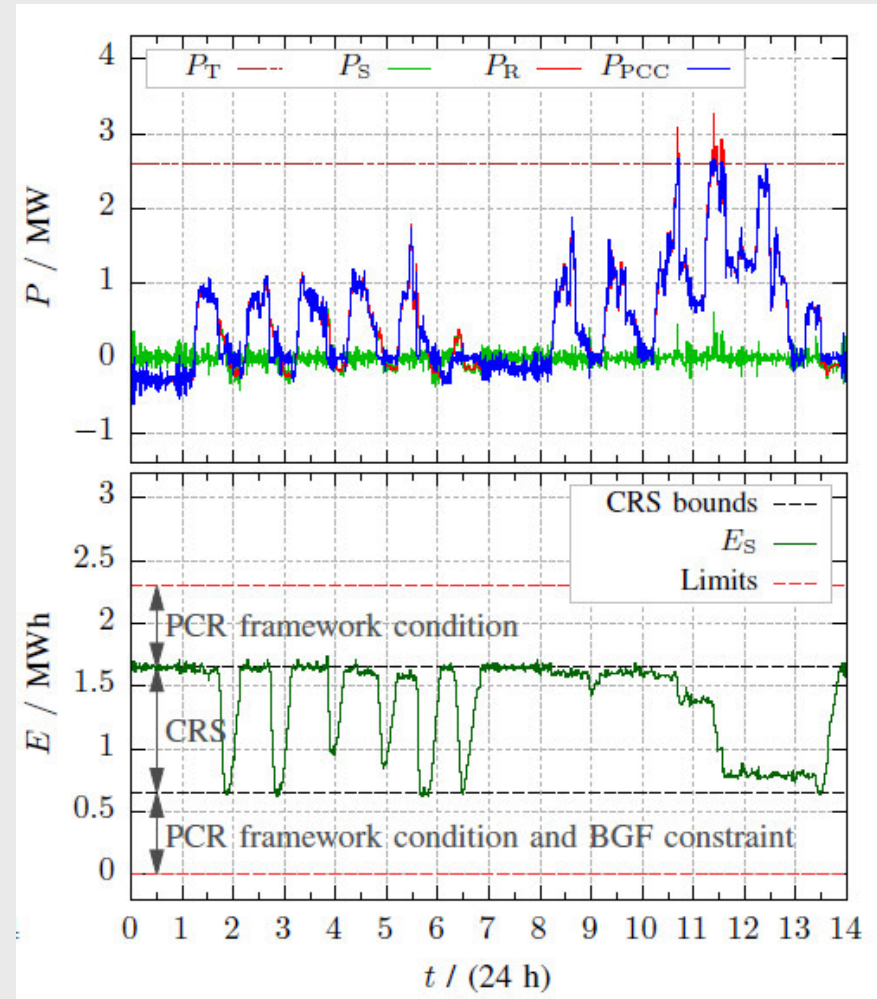 P_T P_S P_R P_PCC
4
3
2
1
0
−1
P / MW
CRS bounds
E_S
Limits
3
2.5
2
1.5
1
0.5
0
E / MWh
PCR framework condition
CRS
PCR framework condition and BGF constraint
0 1 2 3 4 5 6 7 8 9 10 11 12 13 14
t / (24 h)